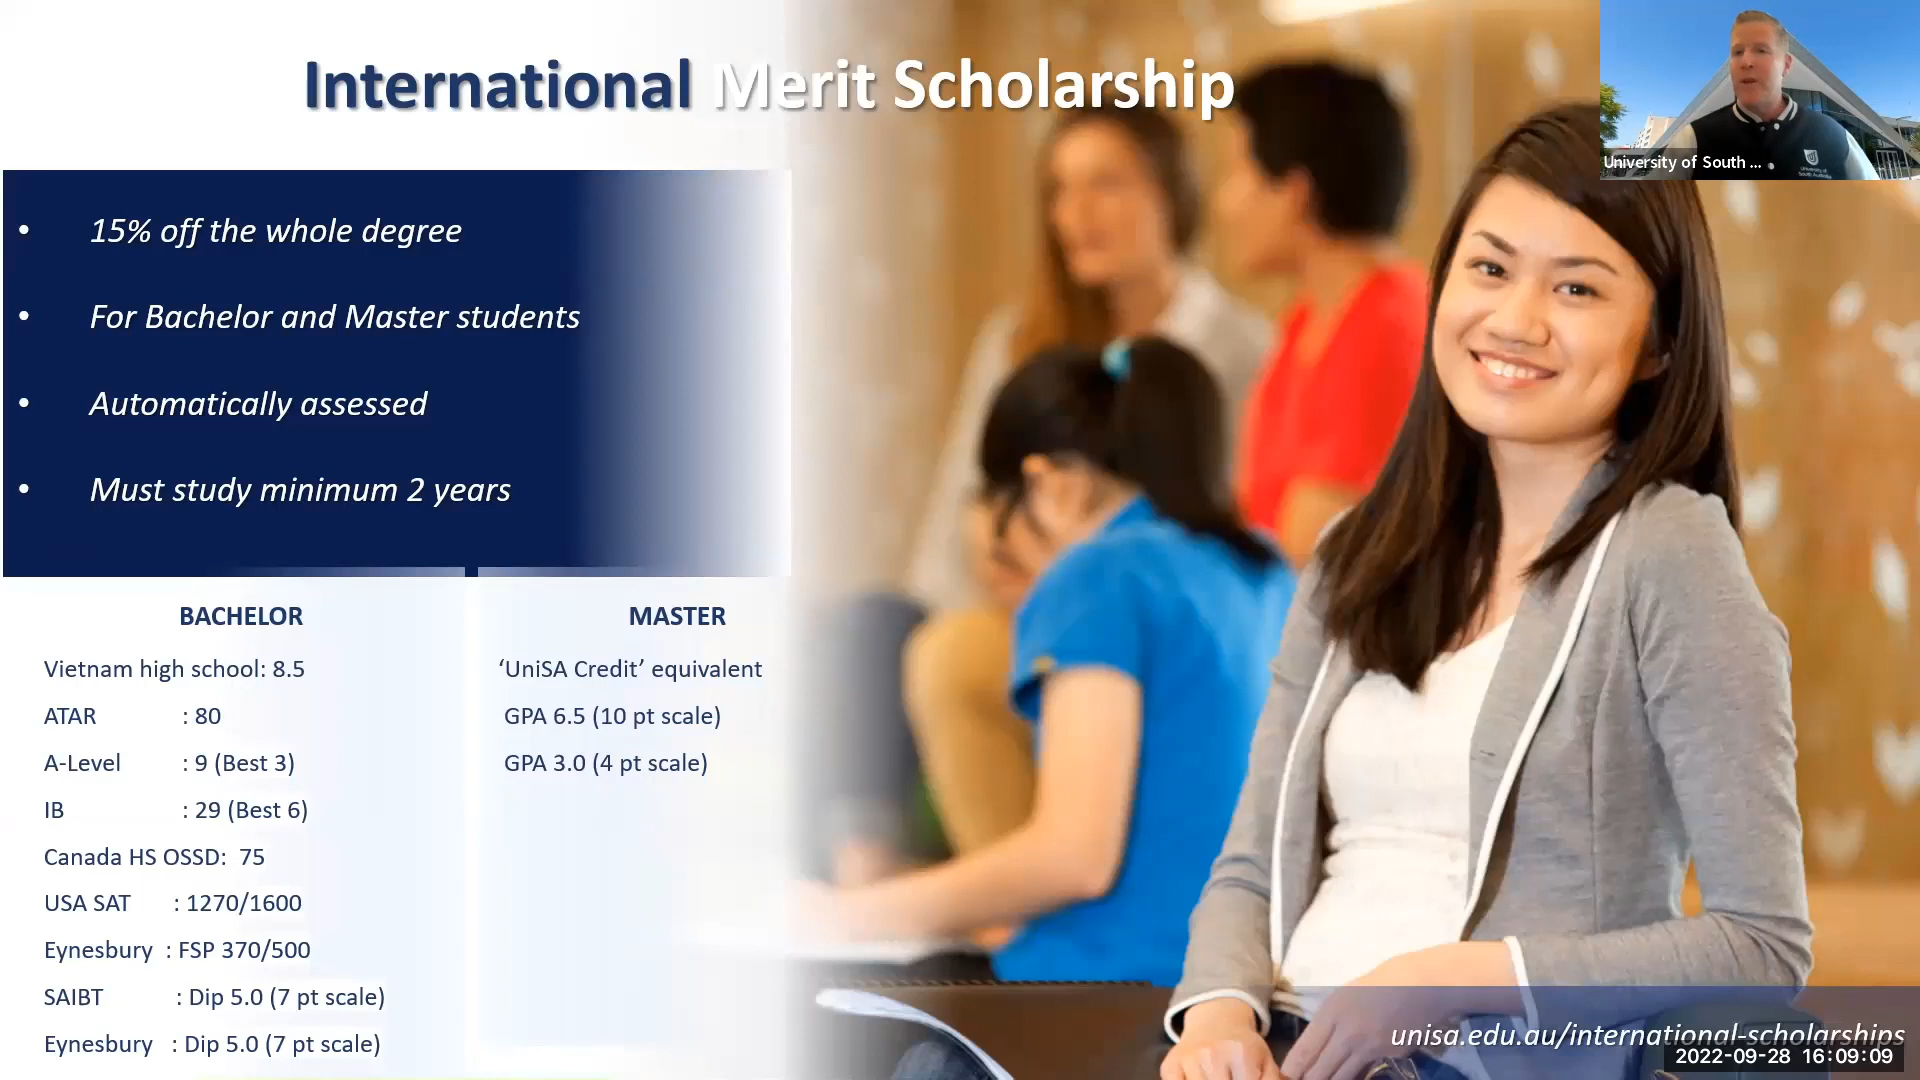 International Merit Scholarship
University of South ...
University of
South Australia
• 15% off the whole degree
• For Bachelor and Master students
• Automatically assessed
• Must study minimum 2 years
BACHELOR
Vietnam high school: 8.5
ATAR : 80
A-Level : 9 (Best 3)
IB : 29 (Best 6)
Canada HS OSSD: 75
USA SAT : 1270/1600
Eynesbury : FSP 370/500
SAIBT : Dip 5.0 (7 pt scale)
Eynesbury : Dip 5.0 (7 pt scale)
MASTER
‘UniSA Credit’ equivalent
GPA 6.5 (10 pt scale)
GPA 3.0 (4 pt scale)
unisa.edu.au/international-scholarships
2022-09-28 16:09:09